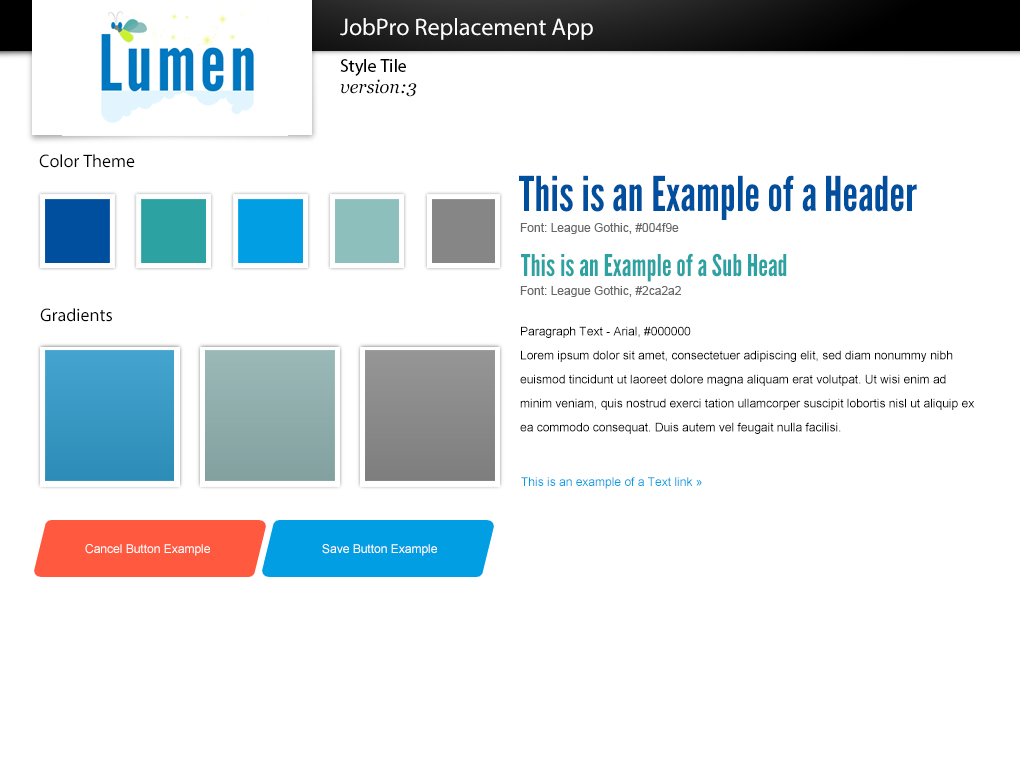 Lumen
JobPro Replacement App
Style Tile
version:3
Color Theme
Gradients
Cancel Button Example
Save Button Example
This is an Example of a Header
Font: League Gothic, #004f9e
This is an Example of a Sub Head
Font: League Gothic, #2ca2a2
Paragraph Text - Arial, #000000
Lorem ipsum dolor sit amet, consectetuer adipiscing elit, sed diam nonummy nibh
euismod tincidunt ut laoreet dolore magna aliquam erat volutpat. Ut wisi enim ad
minim veniam, quis nostrud exerci tation ullamcorper suscipit lobortis nisl ut aliquip ex
ea commodo consequat. Duis autem vel feugait nulla facilisi.
This is an example of a Text link »